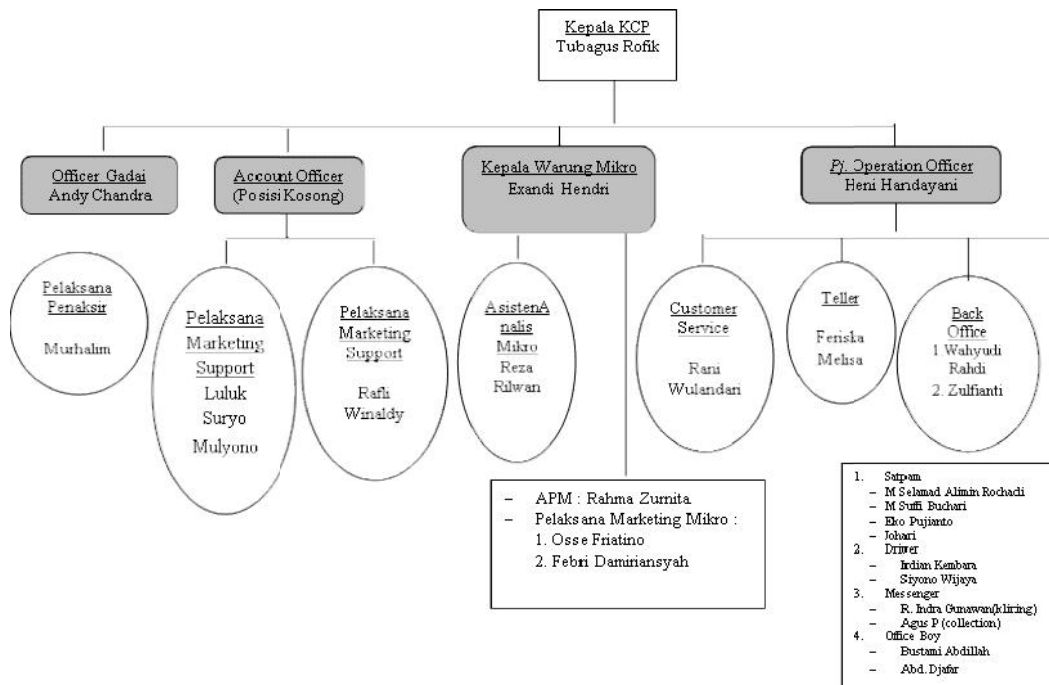 Kepala KCP
Tubagus Rofik
Officer Gadai
Andy Chandra
Account Officer
(Posisi Kosong)
Kepala Warung Mikro
Exandi Hendri
Pj. Operation Officer
Heni Handayani
Pelaksana
Penaksir
Murhalim
Pelaksana
Marketing
Support
Luluk
Suryo
Mulyono
Pelaksana
Marketing
Support
Rafli
Winaldy
AsistenA
nalis
Mikro
Reza
Rilwan
Customer
Service
Rani
Wulandari
Teller
Feriska
Melisa
Back
Office
1. Wahyudi
Rahdi
2. Zulfianti
– APM : Rahma Zurnita
– Pelaksana Marketing Mikro :
1. Osse Friatino
2. Febri Damiriansyah
1. Satpam
– M Selamad Alimin Rochadi
– M Suffi Buchari
– Eko Pujianto
– Johari
2. Driver
– Irdian Kembara
– Siyono Wijaya
3. Messenger
– R. Indra Gunawan(kliring)
– Agus P (collection)
4. Office Boy
– Bustami Abdillah
– Abd. Djafar